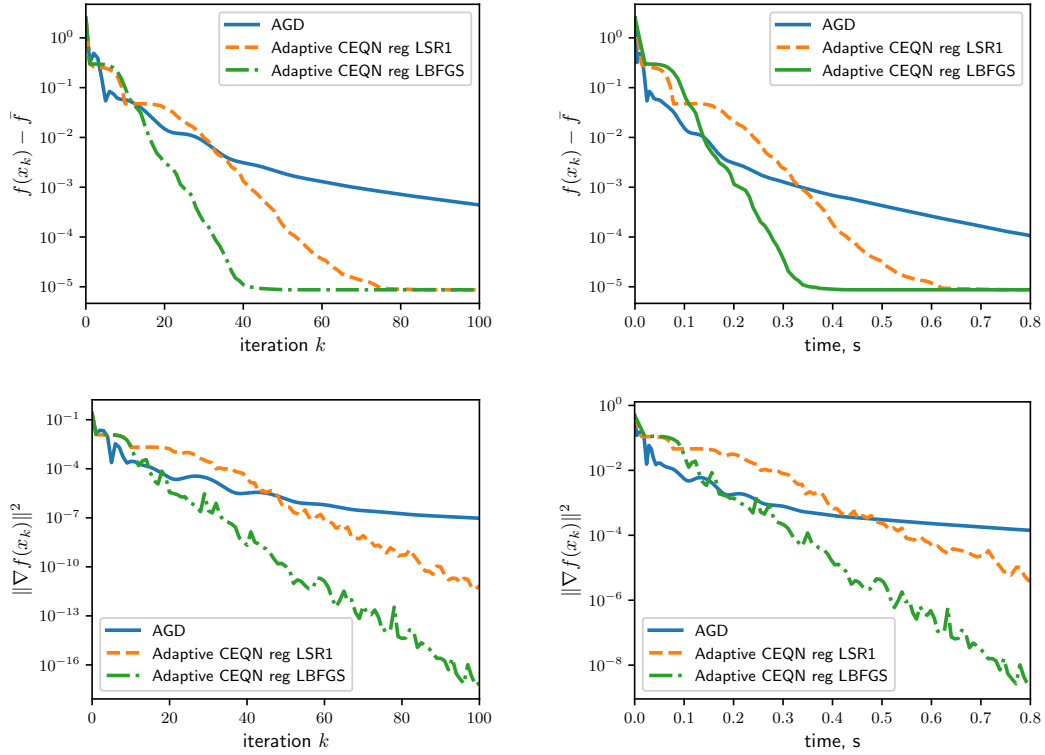 AGD
Adaptive CEQN reg LSR1
Adaptive CEQN reg LBFGS
10^0
10^{-1}
10^{-2}
10^{-3}
10^{-4}
10^{-5}
f(x_k) − \bar{f}
0 20 40 60 80 100
iteration k
AGD
Adaptive CEQN reg LSR1
Adaptive CEQN reg LBFGS
10^0
10^{-1}
10^{-2}
10^{-3}
10^{-4}
10^{-5}
f(x_k) − \bar{f}
0.0 0.1 0.2 0.3 0.4 0.5 0.6 0.7 0.8
time, s
10^{-1}
10^{-4}
10^{-7}
10^{-10}
10^{-13}
10^{-16}
‖∇f(x_k)‖^2
AGD
Adaptive CEQN reg LSR1
Adaptive CEQN reg LBFGS
0 20 40 60 80 100
iteration k
10^0
10^{-2}
10^{-4}
10^{-6}
10^{-8}
‖∇f(x_k)‖^2
AGD
Adaptive CEQN reg LSR1
Adaptive CEQN reg LBFGS
0.0 0.1 0.2 0.3 0.4 0.5 0.6 0.7 0.8
time, s